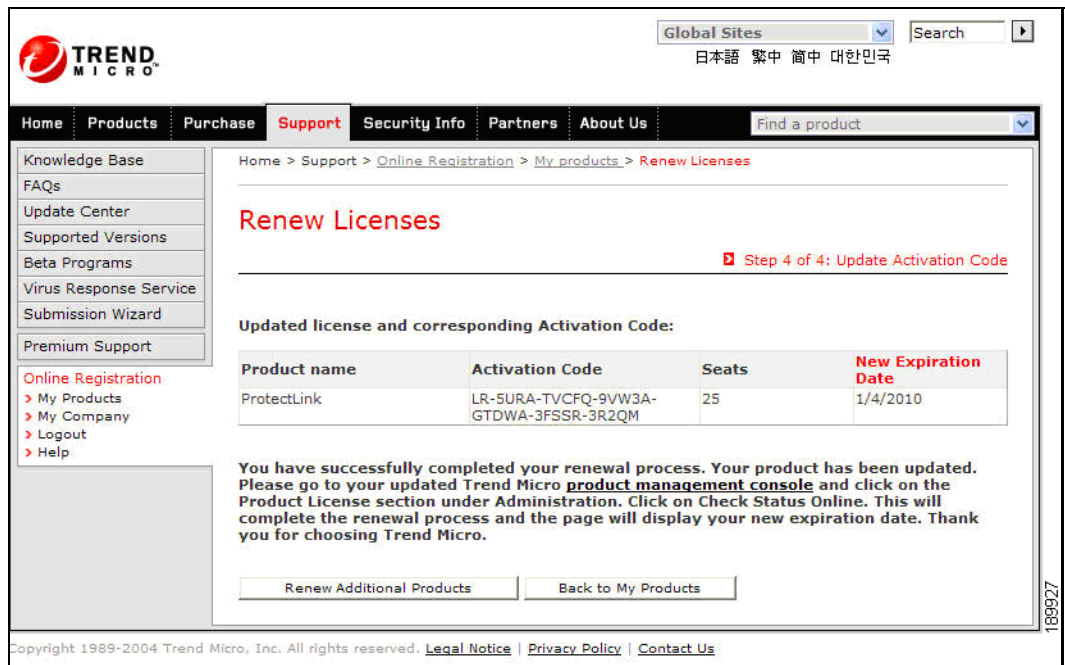 Global Sites
Search
日本語 繁中 简中 대한민국
TREND
MICRO™
Home Products Purchase Support Security Info Partners About Us
Find a product
Knowledge Base
FAQs
Update Center
Supported Versions
Beta Programs
Virus Response Service
Submission Wizard
Premium Support
Online Registration
My Products
My Company
Logout
Help
Home > Support > Online Registration > My products > Renew Licenses
Renew Licenses
Step 4 of 4: Update Activation Code
Updated license and corresponding Activation Code:
Product name Activation Code Seats New Expiration
Date
ProtectLink LR-5URA-TVCFQ-9VW3A- 25 1/4/2010
GTDWA-3FSSR-3R2QM
You have successfully completed your renewal process. Your product has been updated.
Please go to your updated Trend Micro product management console and click on the
Product License section under Administration. Click on Check Status Online. This will
complete the renewal process and the page will display your new expiration date. Thank
you for choosing Trend Micro.
Renew Additional Products Back to My Products
189927
Copyright 1989-2004 Trend Micro, Inc. All rights reserved. Legal Notice | Privacy Policy | Contact Us